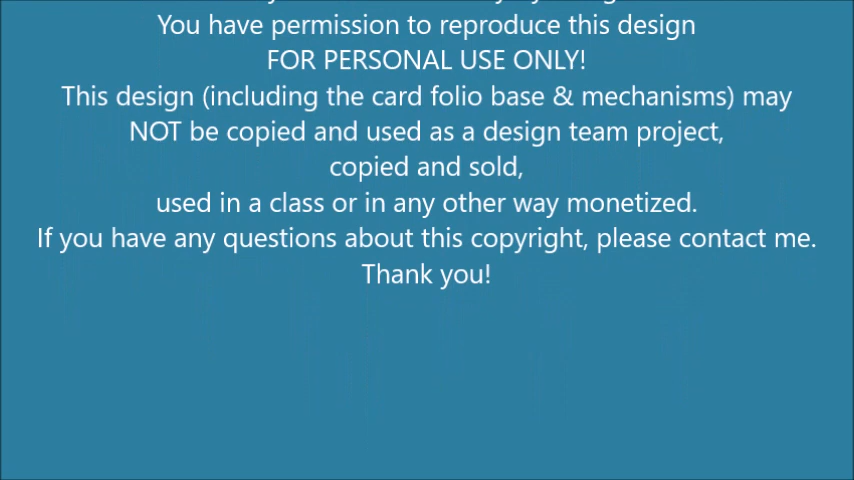 You have permission to reproduce this design
FOR PERSONAL USE ONLY!
This design (including the card folio base & mechanisms) may
NOT be copied and used as a design team project,
copied and sold,
used in a class or in any other way monetized.
If you have any questions about this copyright, please contact me.
Thank you!